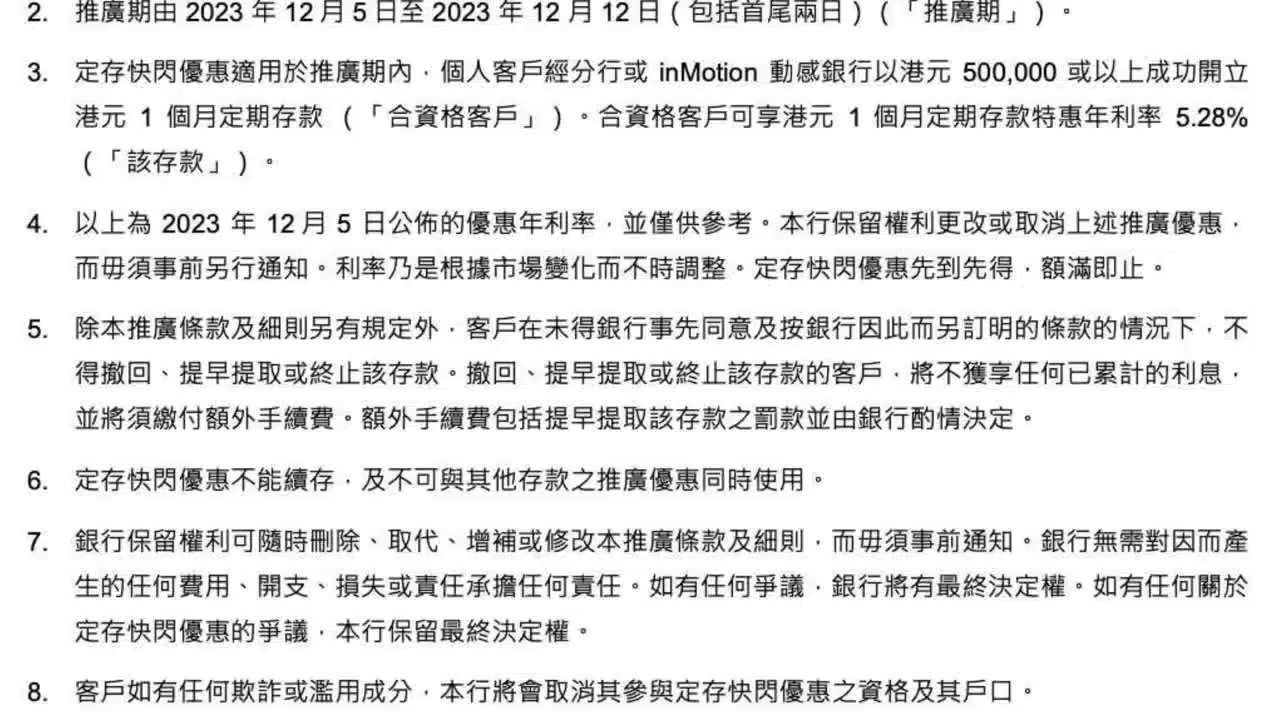 2. 推廣期由 2023 年 12 月 5 日至 2023 年 12 月 12 日（包括首尾兩日）（「推廣期」）。
3. 定存快閃優惠適用於推廣期內，個人客戶經分行或 inMotion 動感銀行以港元 500,000 或以上成功開立
港元 1 個月定期存款 （「合資格客戶」）。合資格客戶可享港元 1 個月定期存款特惠年利率 5.28%
（「該存款」）。
4. 以上為 2023 年 12 月 5 日公佈的優惠年利率，並僅供參考。本行保留權利更改或取消上述推廣優惠，
而毋須事前另行通知。利率乃是根據市場變化而不時調整。定存快閃優惠先到先得，額滿即止。
5. 除本推廣條款及細則另有規定外，客戶在未得銀行事先同意及按銀行因此而另訂明的條款的情況下，不
得撤回、提早提取或終止該存款。撤回、提早提取或終止該存款的客戶，將不獲享任何已累計的利息，
並將須繳付額外手續費。額外手續費包括提早提取該存款之罰款並由銀行酌情決定。
6. 定存快閃優惠不能續存，及不可與其他存款之推廣優惠同時使用。
7. 銀行保留權利可隨時刪除、取代、增補或修改本推廣條款及細則，而毋須事前通知。銀行無需對因而產
生的任何費用、開支、損失或責任承擔任何責任。如有任何爭議，銀行將有最終決定權。如有任何關於
定存快閃優惠的爭議，本行保留最終決定權。
8. 客戶如有任何欺詐或濫用成分，本行將會取消其參與定存快閃優惠之資格及其戶口。